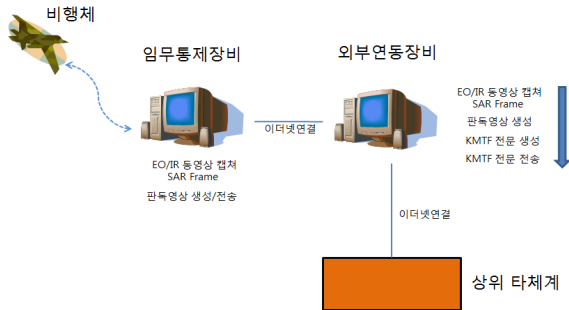 비행체
임무통제장비
외부연동장비
이더넷연결
EO/IR 동영상 캡쳐
SAR Frame
판독영상 생성/전송
EO/IR 동영상 캡쳐
SAR Frame
판독영상 생성
KMTF 전문 생성
KMTF 전문 전송
이더넷연결
상위 타체계